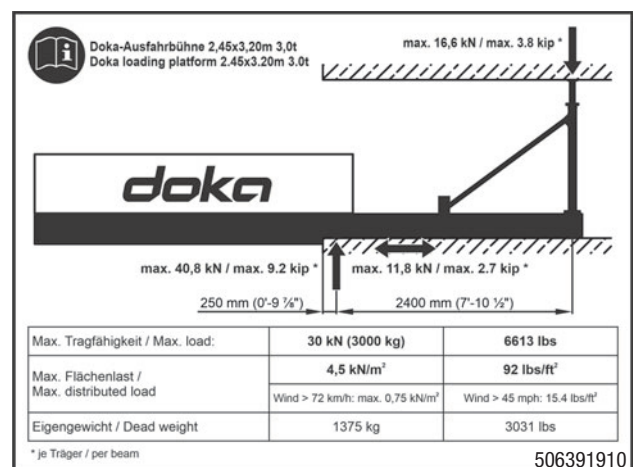 Doka-Ausfahrbühne 2,45x3,20m 3,0t
Doka loading platform 2.45x3.20m 3.0t
max. 16,6 kN / max. 3.8 kip *
doka
max. 40,8 kN / max. 9.2 kip *
max. 11,8 kN / max. 2.7 kip *
250 mm (0'-9 ⅞")
2400 mm (7'-10 ½")
Max. Tragfähigkeit / Max. load:
30 kN (3000 kg)
6613 lbs
Max. Flächenlast /
Max. distributed load
4,5 kN/m²
92 lbs/ft²
Wind > 72 km/h: max. 0,75 kN/m²
Wind > 45 mph: 15.4 lbs/ft²
Eigengewicht / Dead weight
1375 kg
3031 lbs
* je Träger / per beam
506391910